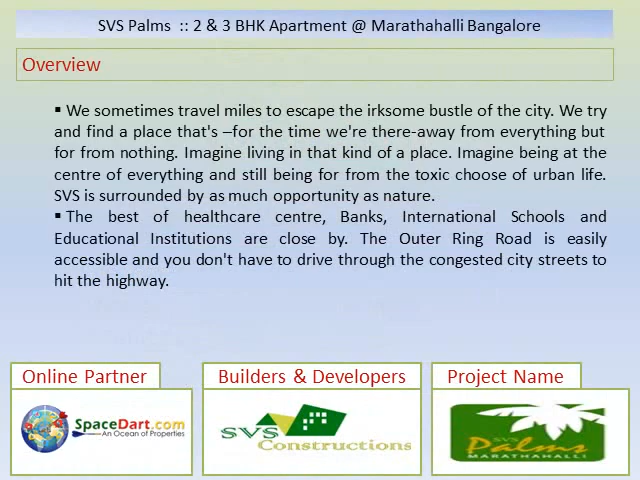 SVS Palms :: 2 & 3 BHK Apartment @ Marathahalli Bangalore
Overview
▪ We sometimes travel miles to escape the irksome bustle of the city. We try
and find a place that's –for the time we're there-away from everything but
for from nothing. Imagine living in that kind of a place. Imagine being at the
centre of everything and still being for from the toxic choose of urban life.
SVS is surrounded by as much opportunity as nature.
▪ The best of healthcare centre, Banks, International Schools and
Educational Institutions are close by. The Outer Ring Road is easily
accessible and you don't have to drive through the congested city streets to
hit the highway.
Online Partner
Builders & Developers
Project Name
SpaceDart.com
An Ocean of Properties
SVS
Constructions
SVS
Palms
MARATHAHALLI